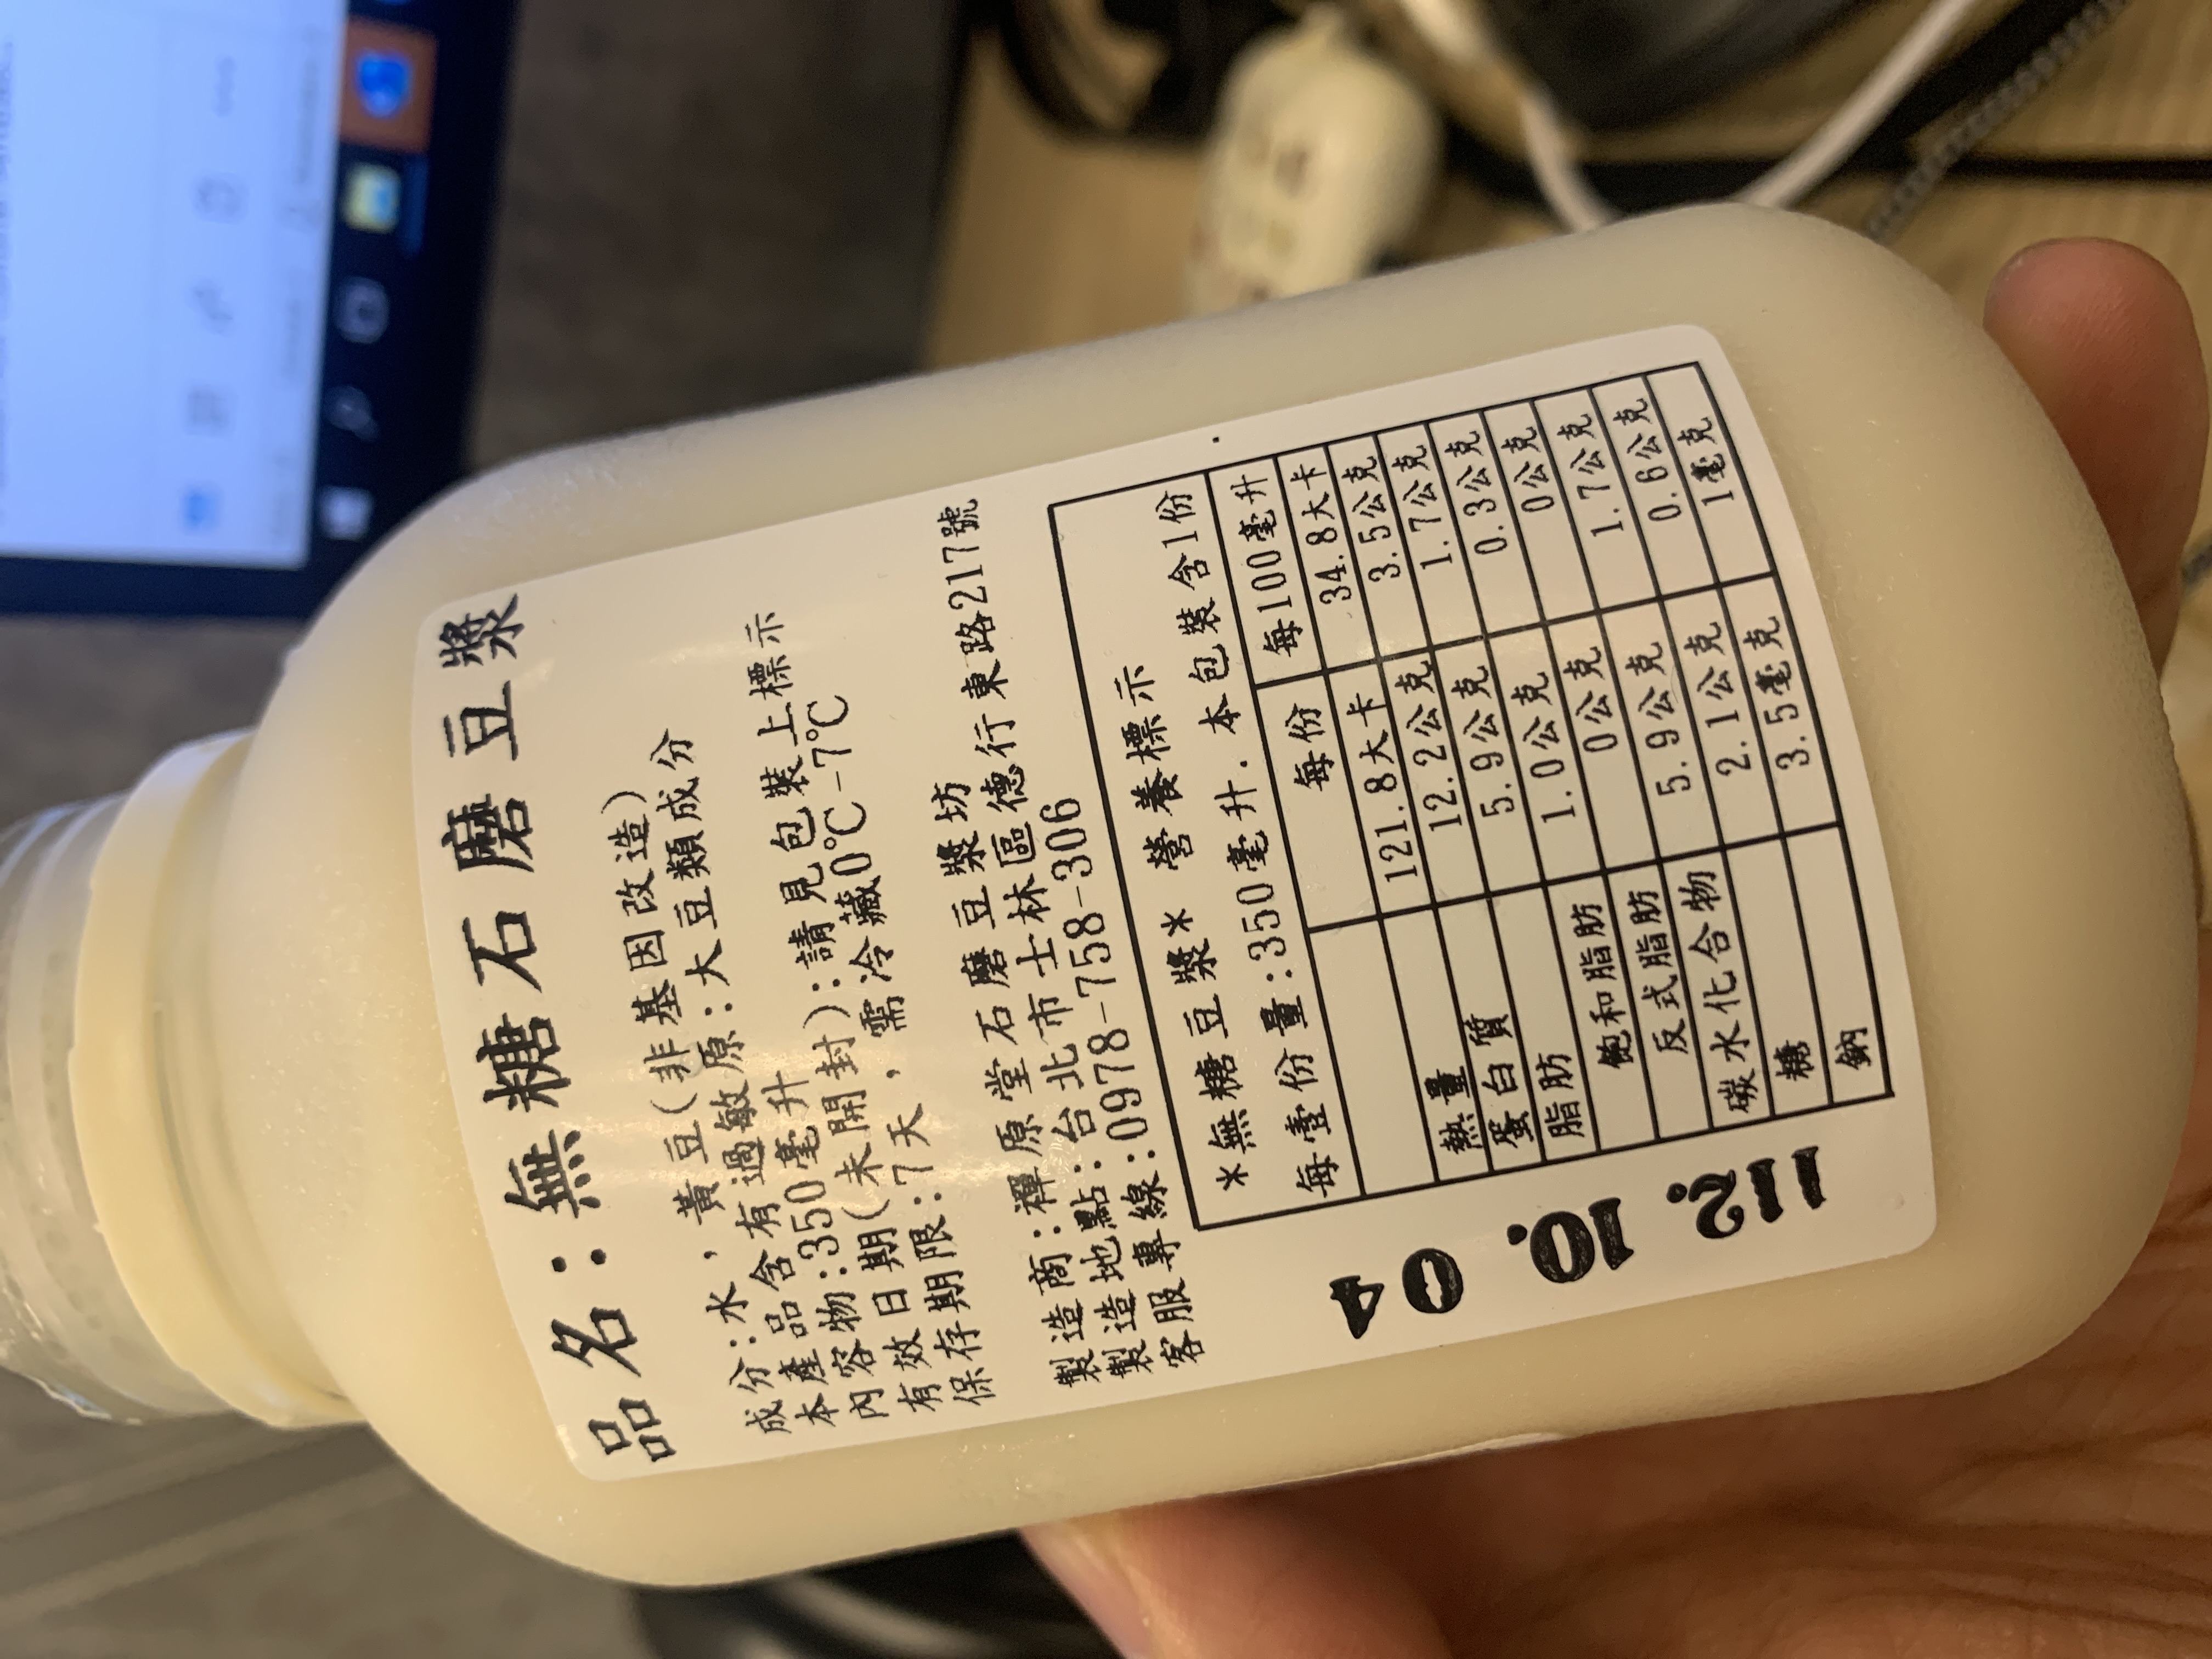 品名：無糖石磨豆漿
成分：水，黃豆(非基因改造)
本產品含有過敏原：大豆類成分
內容物：350毫升
有效日期(未開封)：請見包裝上標示
保存期限：7天，需冷藏0℃-7℃
製造商：禪原堂石磨豆漿坊
製造地點：台北市士林區德行東路217號
客服專線：0978-758-306
*無糖豆漿* 營養標示
每壹份量：350毫升．本包裝含1份
每份 每100毫升
熱量 121.8大卡 34.8大卡
蛋白質 12.2公克 3.5公克
脂肪 5.9公克 1.7公克
飽和脂肪 1.0公克 0.3公克
反式脂肪 0公克 0公克
碳水化合物 5.9公克 1.7公克
糖 2.1公克 0.6公克
鈉 3.5毫克 1毫克
112. 10. 04